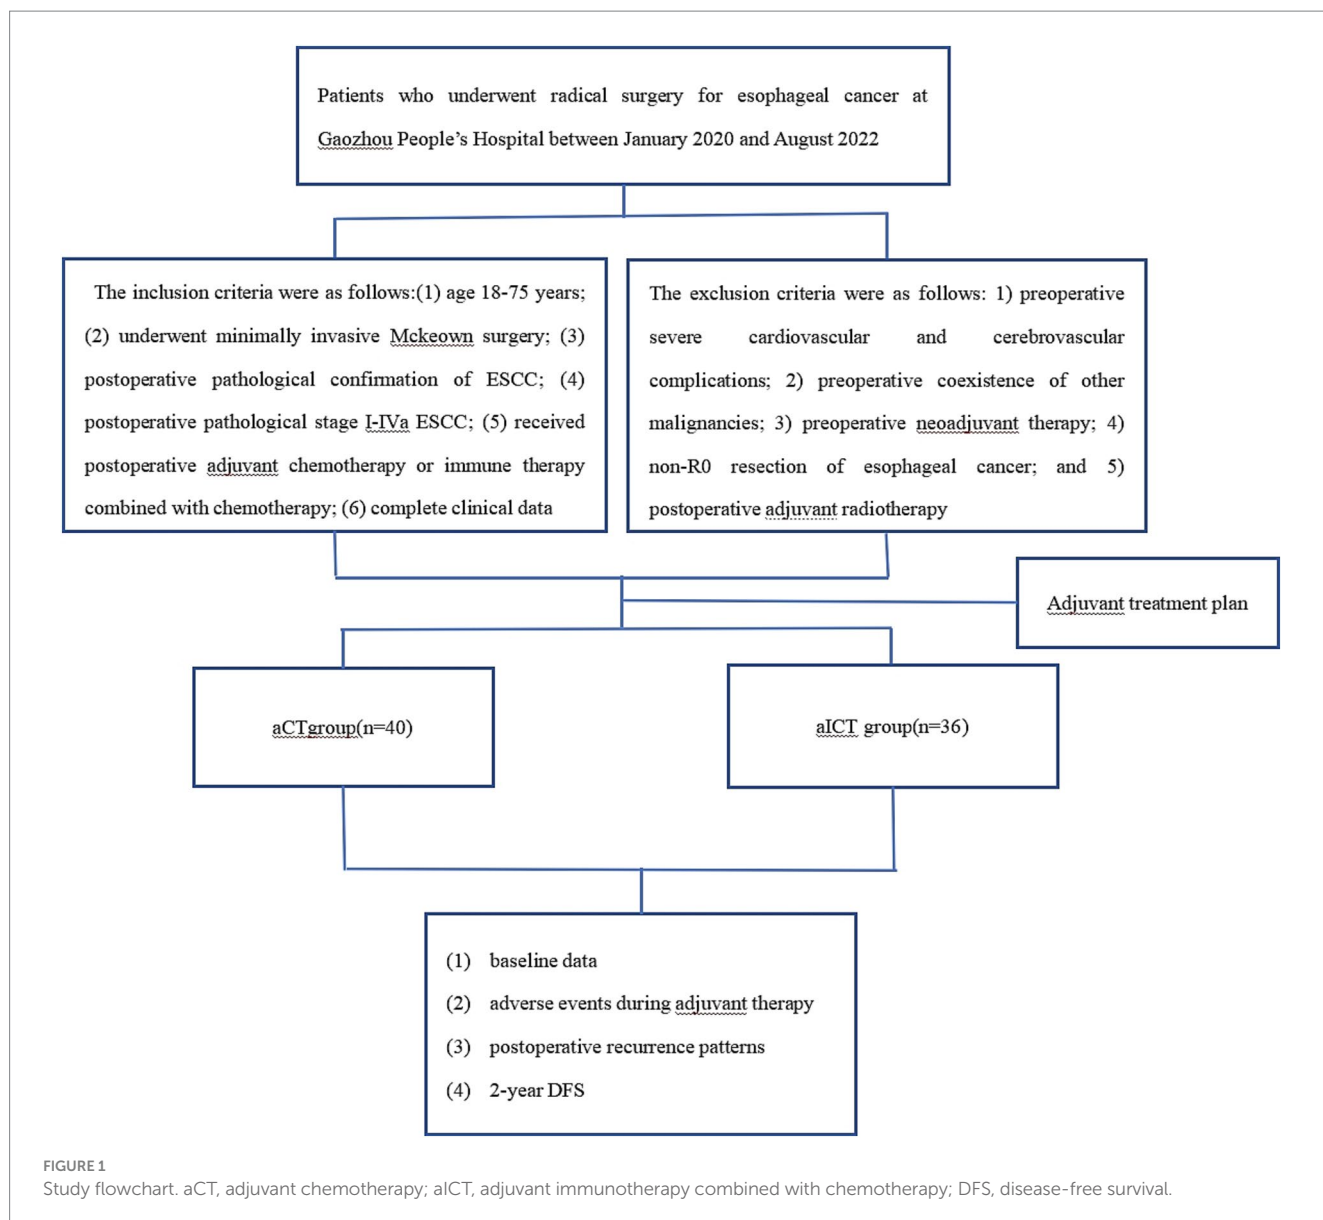 Patients who underwent radical surgery for esophageal cancer at
Gaozhou People’s Hospital between January 2020 and August 2022
The inclusion criteria were as follows:(1) age 18-75 years;
(2) underwent minimally invasive Mckeown surgery; (3)
postoperative pathological confirmation of ESCC; (4)
postoperative pathological stage I-IVa ESCC; (5) received
postoperative adjuvant chemotherapy or immune therapy
combined with chemotherapy; (6) complete clinical data
The exclusion criteria were as follows: 1) preoperative
severe cardiovascular and cerebrovascular
complications; 2) preoperative coexistence of other
malignancies; 3) preoperative neoadjuvant therapy; 4)
non-R0 resection of esophageal cancer; and 5)
postoperative adjuvant radiotherapy
Adjuvant treatment plan
aCTgroup(n=40)
aICT group(n=36)
(1) baseline data
(2) adverse events during adjuvant therapy
(3) postoperative recurrence patterns
(4) 2-year DFS
FIGURE 1
Study flowchart. aCT, adjuvant chemotherapy; aICT, adjuvant immunotherapy combined with chemotherapy; DFS, disease-free survival.